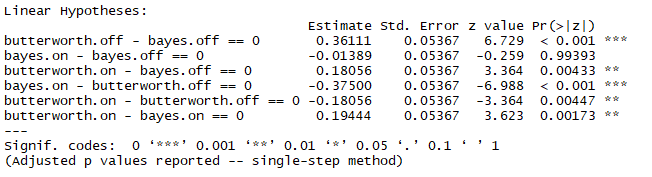 Linear Hypotheses:
                                        Estimate Std. Error z value Pr(>|z|)
butterworth.off - bayes.off == 0         0.36111    0.05367   6.729  < 0.001 ***
bayes.on - bayes.off == 0               -0.01389    0.05367  -0.259  0.99393
butterworth.on - bayes.off == 0          0.18056    0.05367   3.364  0.00433 **
bayes.on - butterworth.off == 0         -0.37500    0.05367  -6.988  < 0.001 ***
butterworth.on - butterworth.off == 0 -0.18056    0.05367  -3.364  0.00447 **
butterworth.on - bayes.on == 0           0.19444    0.05367   3.623  0.00173 **
---
Signif. codes:  0 ‘***’ 0.001 ‘**’ 0.01 ‘*’ 0.05 ‘.’ 0.1 ‘ ’ 1
(Adjusted p values reported -- single-step method)